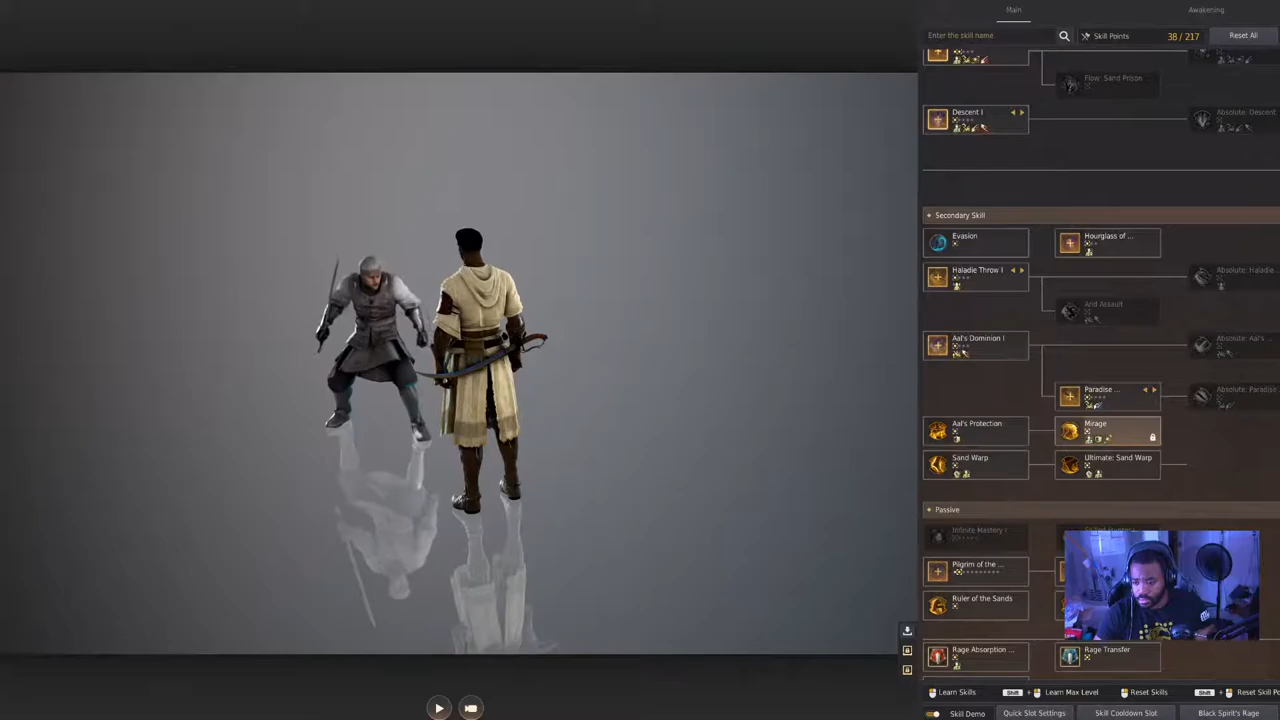 Main
Awakening
Enter the skill name.
Skill Points
38 / 217
Reset All
Flow: Sand Prison
Descent I
Absolute: Descent
Secondary Skill
Evasion
Hourglass of ...
Haladie Throw I
Absolute: Haladie...
And Assault
Aal's Dominion I
Absolute: Aal's ...
Paradise ...
Absolute: Paradise
Aal's Protection
Mirage
Sand Warp
Ultimate: Sand Warp
Passive
Infinite Mastery I
Pilgrim of the ...
Ruler of the Sands
Rage Absorption ...
Rage Transfer
Learn Skills
Shift + Learn Max Level
Reset Skills
Shift + Reset Skill Po
Skill Demo
Quick Slot Settings
Skill Cooldown Slot
Black Spirit's Rage